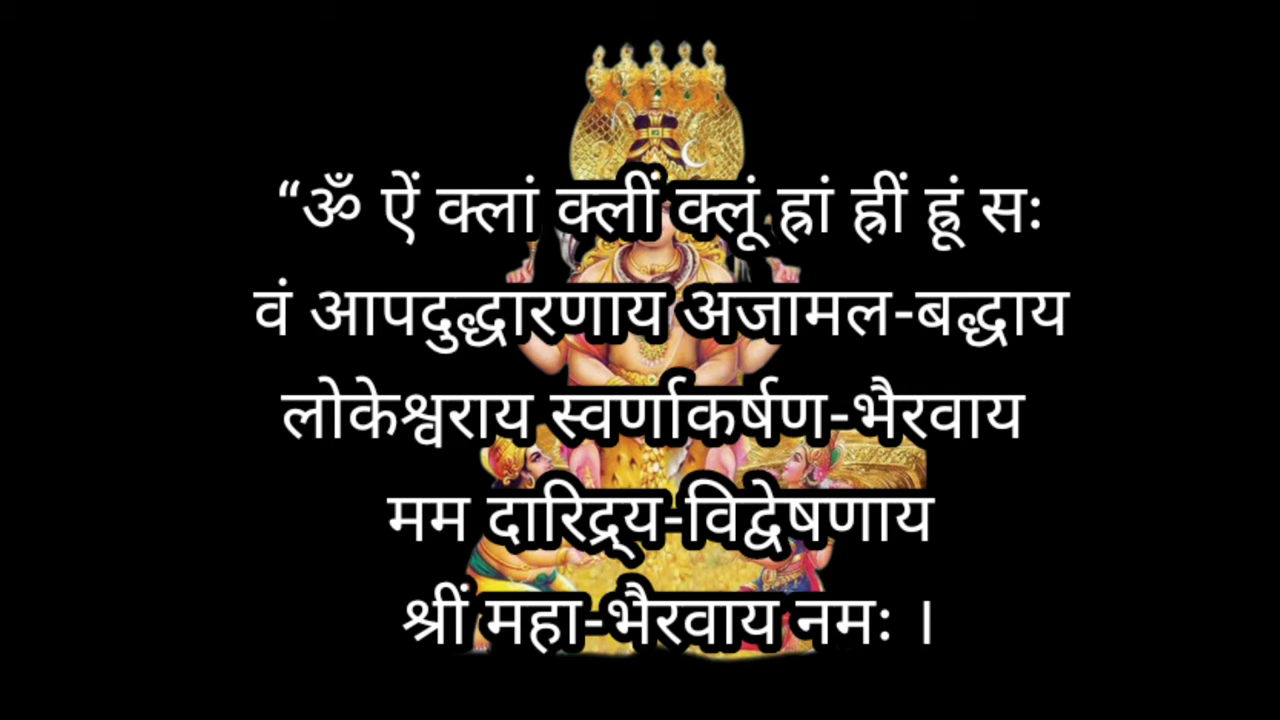 “ॐ ऐं क्लां क्लीं क्लूं ह्रां ह्रीं ह्रूं सः
वं आपदुद्धारणाय अजामल-बद्धाय
लोकेश्वराय स्वर्णाकर्षण-भैरवाय
मम दारिद्र्य-विद्वेषणाय
श्रीं महा-भैरवाय नमः ।